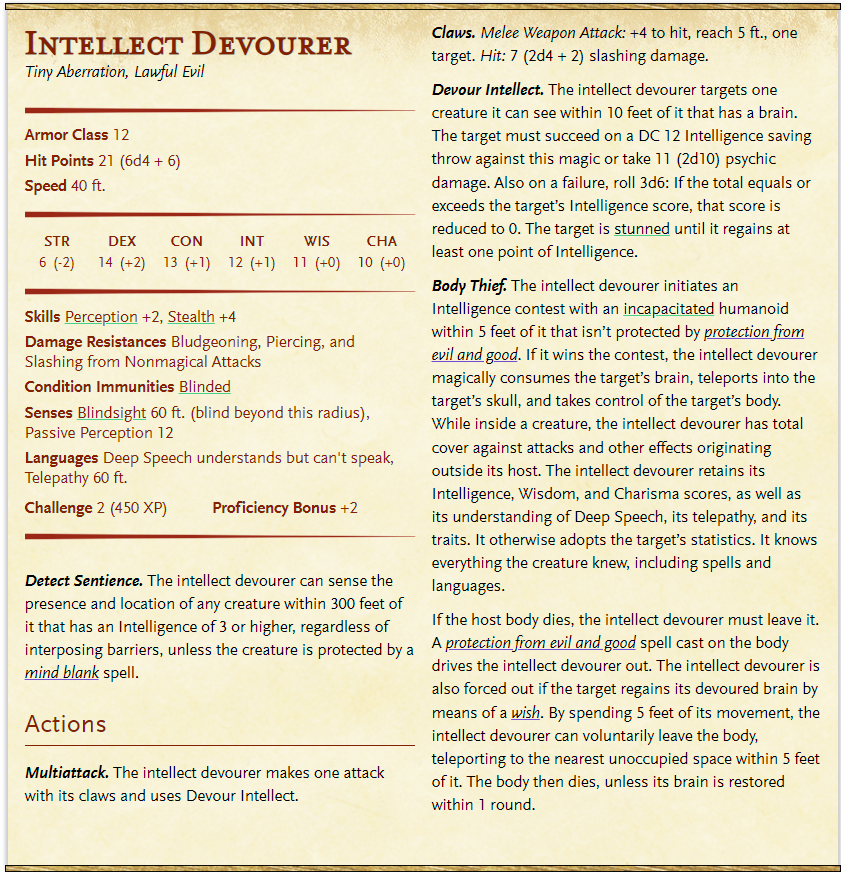 Intellect Devourer
Tiny Aberration, Lawful Evil
Armor Class 12
Hit Points 21 (6d4 + 6)
Speed 40 ft.
STR DEX CON INT WIS CHA
6 (-2) 14 (+2) 13 (+1) 12 (+1) 11 (+0) 10 (+0)
Skills Perception +2, Stealth +4
Damage Resistances Bludgeoning, Piercing, and
Slashing from Nonmagical Attacks
Condition Immunities Blinded
Senses Blindsight 60 ft. (blind beyond this radius),
Passive Perception 12
Languages Deep Speech understands but can't speak,
Telepathy 60 ft.
Challenge 2 (450 XP) Proficiency Bonus +2
Detect Sentience. The intellect devourer can sense the
presence and location of any creature within 300 feet of
it that has an Intelligence of 3 or higher, regardless of
interposing barriers, unless the creature is protected by a
mind blank spell.
Actions
Multiattack. The intellect devourer makes one attack
with its claws and uses Devour Intellect.
Claws. Melee Weapon Attack: +4 to hit, reach 5 ft., one
target. Hit: 7 (2d4 + 2) slashing damage.
Devour Intellect. The intellect devourer targets one
creature it can see within 10 feet of it that has a brain.
The target must succeed on a DC 12 Intelligence saving
throw against this magic or take 11 (2d10) psychic
damage. Also on a failure, roll 3d6: If the total equals or
exceeds the target's Intelligence score, that score is
reduced to 0. The target is stunned until it regains at
least one point of Intelligence.
Body Thief. The intellect devourer initiates an
Intelligence contest with an incapacitated humanoid
within 5 feet of it that isn't protected by protection from
evil and good. If it wins the contest, the intellect devourer
magically consumes the target's brain, teleports into the
target's skull, and takes control of the target's body.
While inside a creature, the intellect devourer has total
cover against attacks and other effects originating
outside its host. The intellect devourer retains its
Intelligence, Wisdom, and Charisma scores, as well as
its understanding of Deep Speech, its telepathy, and its
traits. It otherwise adopts the target's statistics. It knows
everything the creature knew, including spells and
languages.
If the host body dies, the intellect devourer must leave it.
A protection from evil and good spell cast on the body
drives the intellect devourer out. The intellect devourer is
also forced out if the target regains its devoured brain by
means of a wish. By spending 5 feet of its movement, the
intellect devourer can voluntarily leave the body,
teleporting to the nearest unoccupied space within 5 feet
of it. The body then dies, unless its brain is restored
within 1 round.